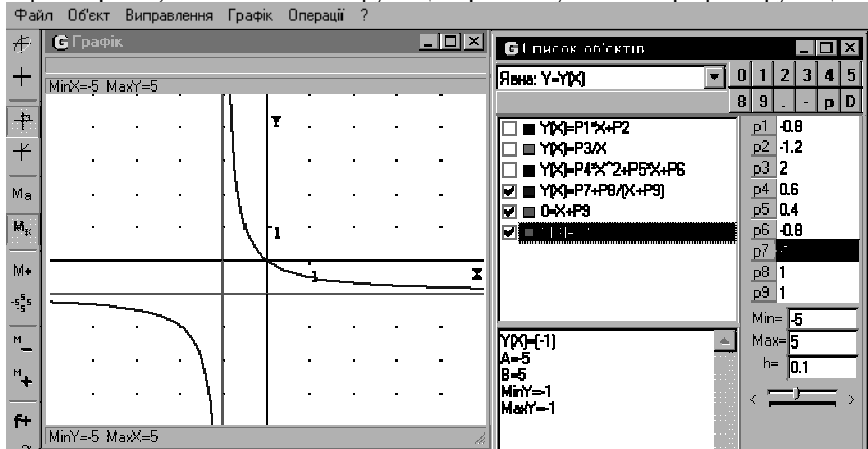 Файл Об'єкт Виправлення Графік Операції ?
G Графік
MinX=-5 MaxY=5
Y
1
1
X
MinY=-5 MaxX=5
Ma
M+
M
M
f+
G Список об'єктів
Явна: Y=Y(X)
0 1 2 3 4 5
8 9 . - p D
Y(X)=P1*X+P2
Y(X)=P3/X
Y(X)=P4*X^2+P5*X+P6
Y(X)=P7+P8/(X+P9)
0=X+P9
p1 -0.8
p2 -1.2
p3 2
p4 0.6
p5 0.4
p6 -0.8
p7
p8 1
p9 1
Min= -5
Max= 5
h= 0.1
< >
Y(X)=(-1)
A=-5
B=5
MinY=-1
MaxY=-1